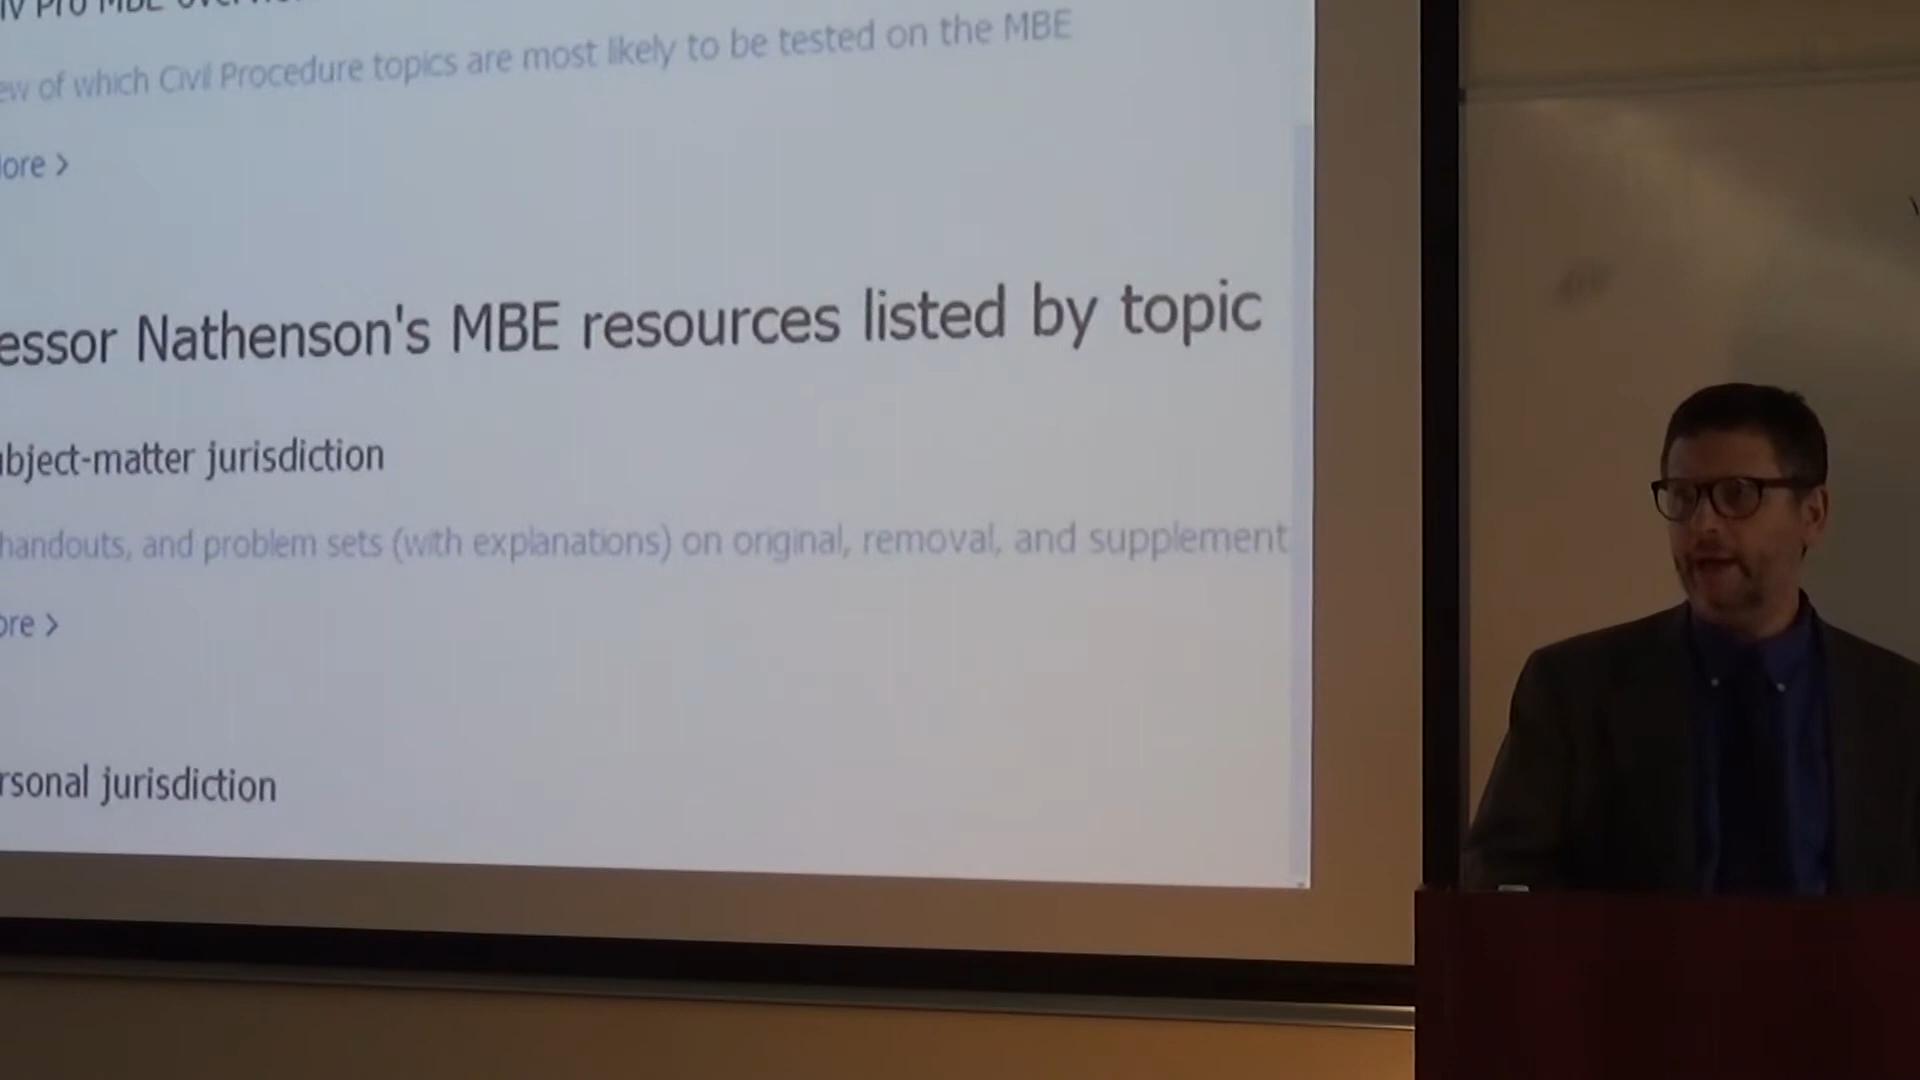 iv Pro MBE overv
ew of which Civil Procedure topics are most likely to be tested on the MBE
ore >
essor Nathenson's MBE resources listed by topic
bject-matter jurisdiction
handouts, and problem sets (with explanations) on original, removal, and supplement
ore >
rsonal jurisdiction